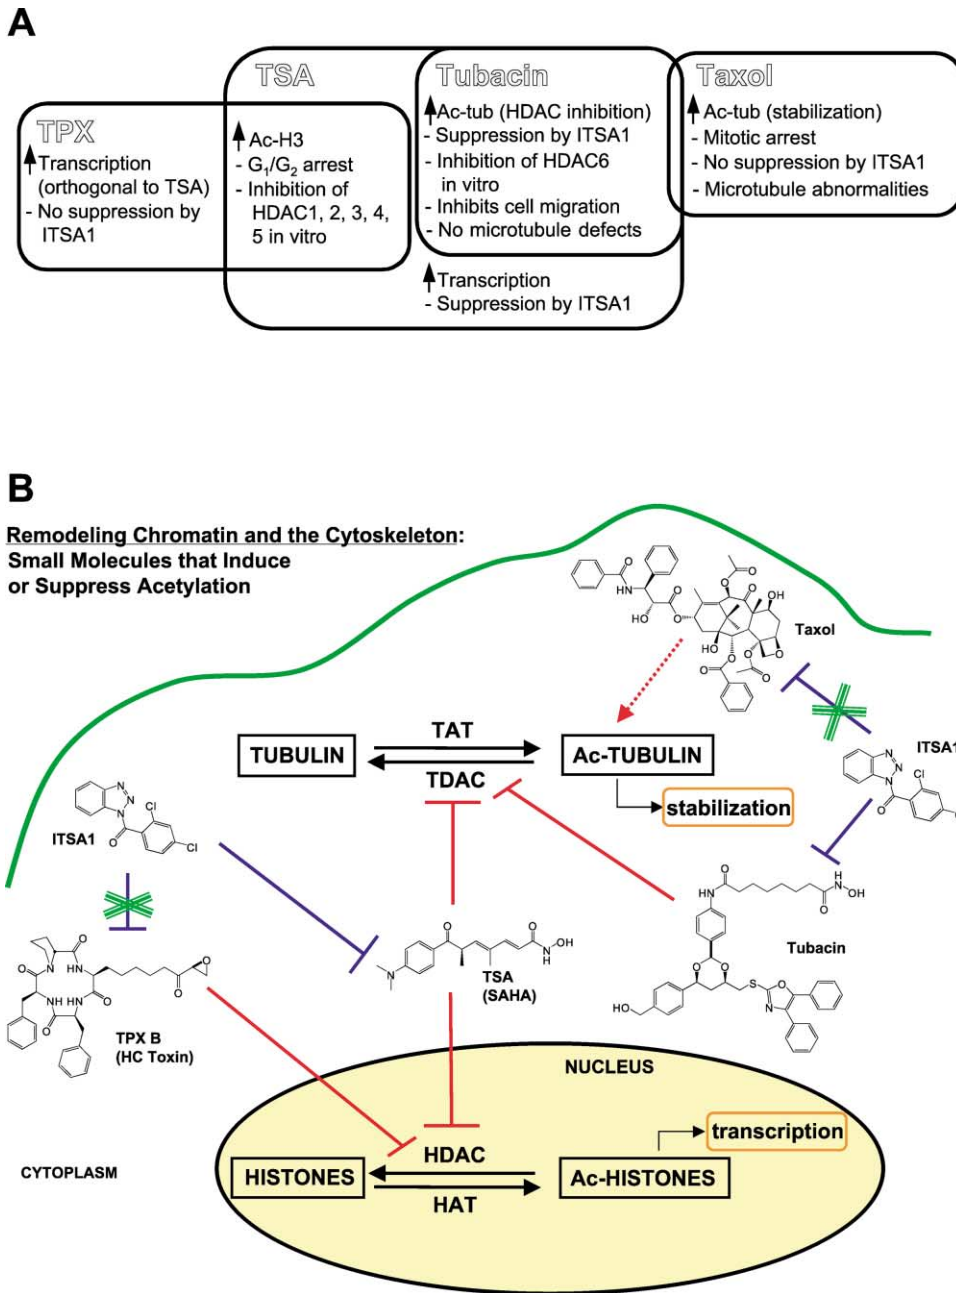 A
TPX
↑Transcription
(orthogonal to TSA)
- No suppression by
ITSA1
TSA
↑Ac-H3
- G1/G2 arrest
- Inhibition of
HDAC1, 2, 3, 4,
5 in vitro
Tubacin
↑Ac-tub (HDAC inhibition)
- Suppression by ITSA1
- Inhibition of HDAC6
in vitro
- Inhibits cell migration
- No microtubule defects
↑Transcription
- Suppression by ITSA1
Taxol
↑Ac-tub (stabilization)
- Mitotic arrest
- No suppression by ITSA1
- Microtubule abnormalities
B
Remodeling Chromatin and the Cytoskeleton:
Small Molecules that Induce
or Suppress Acetylation
Taxol
TAT
TUBULIN
Ac-TUBULIN
TDAC
stabilization
ITSA1
ITSA1
Tubacin
TSA
(SAHA)
TPX B
(HC Toxin)
NUCLEUS
transcription
CYTOPLASM
HDAC
HISTONES
Ac-HISTONES
HAT